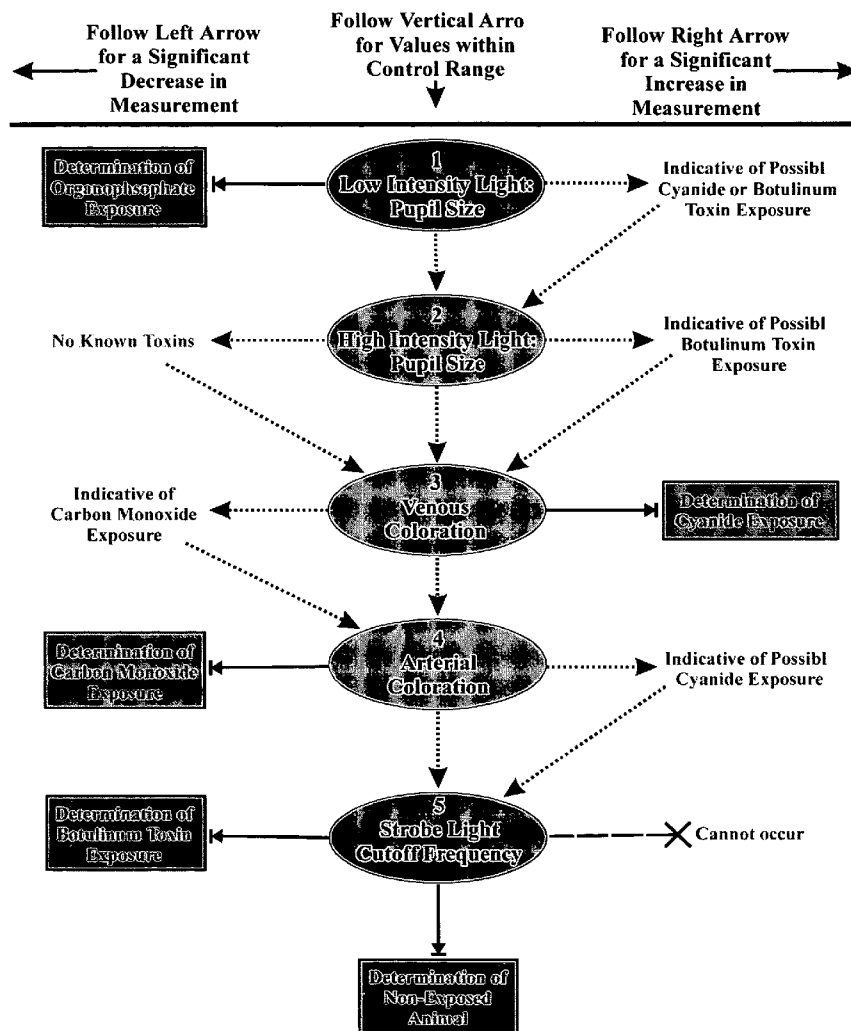 Follow Left Arrow
for a Significant
Decrease in
Measurement
Follow Vertical Arro
for Values within
Control Range
Follow Right Arrow
for a Significant
Increase in
Measurement
Determination of
Organophsophate
Exposure
1
Low Intensity Light:
Pupil Size
Indicative of Possibl
Cyanide or Botulinum
Toxin Exposure
No Known Toxins
2
High Intensity Light:
Pupil Size
Indicative of Possibl
Botulinum Toxin
Exposure
Indicative of
Carbon Monoxide
Exposure
3
Venous
Coloration
Determination of
Cyanide Exposure
Determination of
Carbon Monoxide
Exposure
4
Arterial
Coloration
Indicative of Possibl
Cyanide Exposure
Determination of
Botulinum Toxin
Exposure
5
Strobe Light
Cutoff Frequency
Cannot occur
Determination of
Non-Exposed
Animal